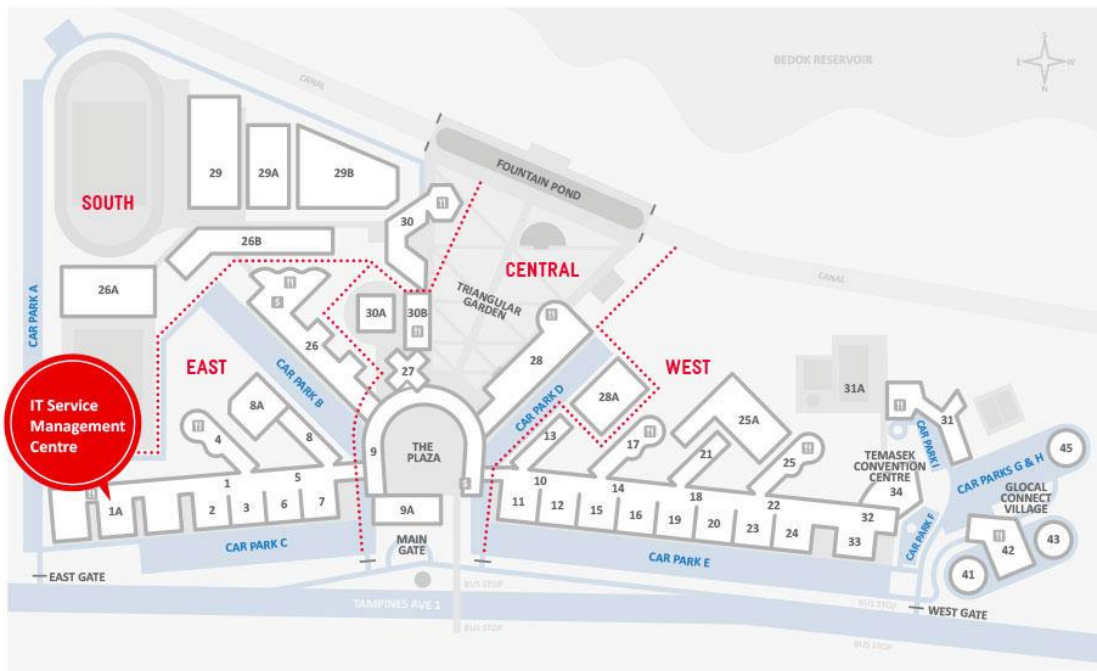 BEDOK RESERVOIR
S
E
W
N
CANAL
FOUNTAIN POND
29
29A
29B
SOUTH
30
26B
CENTRAL
CANAL
26A
TRIANGULAR
GARDEN
30A
30B
$
CAR PARK A
26
28
EAST
CAR PARK B
27
WEST
CAR PARK D
31A
IT Service
Management
Centre
8A
28A
25A
31
4
8
13
17
21
25
CAR PARK I
45
9
THE
PLAZA
TEMASEK
CONVENTION
CENTRE
CAR PARKS G & H
1
5
10
14
18
22
34
GLOCAL
CONNECT
VILLAGE
1A
2
3
6
7
9A
$
11
12
15
16
19
20
23
24
32
33
CAR PARK F
42
43
41
CAR PARK C
MAIN
GATE
CAR PARK E
EAST GATE
BUS STOP
TAMPINES AVE 1
BUS STOP
WEST GATE
BUS STOP
BUS STOP